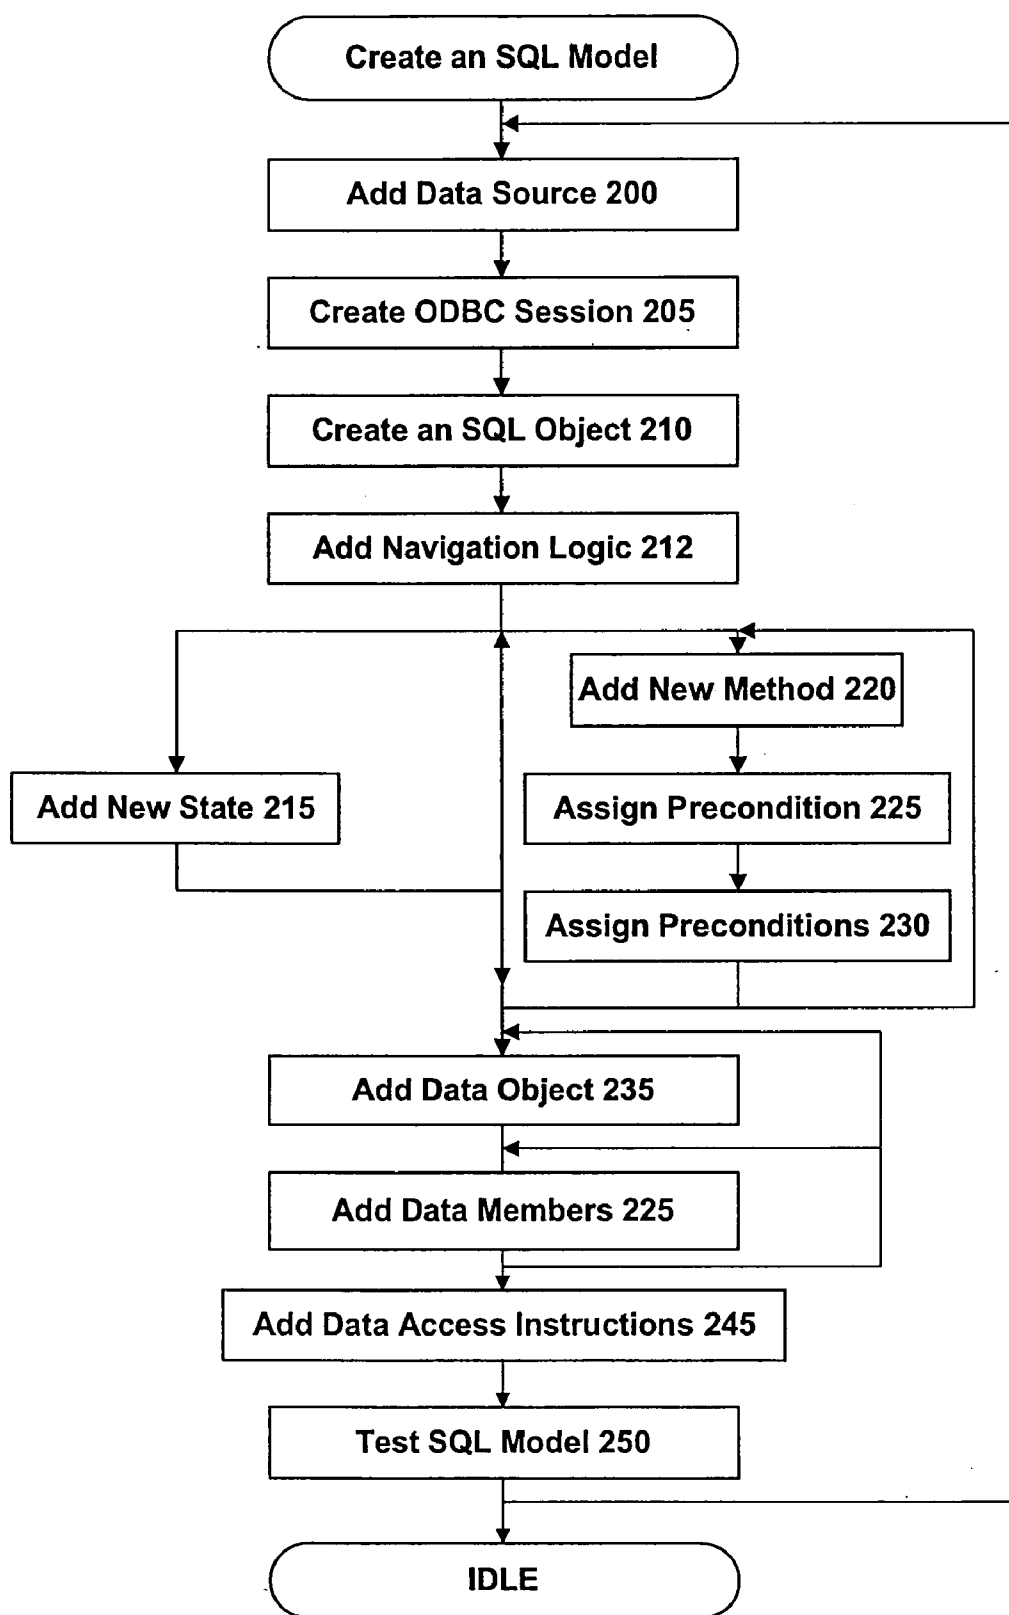 Create an SQL Model
Add Data Source 200
Create ODBC Session 205
Create an SQL Object 210
Add Navigation Logic 212
Add New Method 220
Add New State 215
Assign Precondition 225
Assign Preconditions 230
Add Data Object 235
Add Data Members 225
Add Data Access Instructions 245
Test SQL Model 250
IDLE